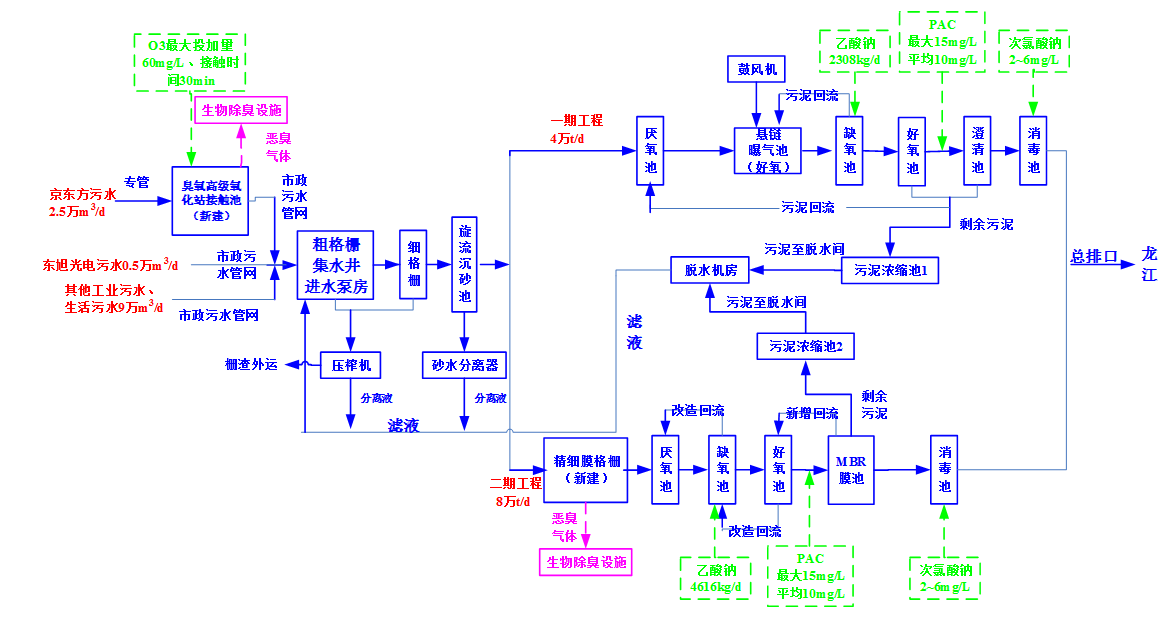 O3最大投加量
60mg/L、接触时
间30min
生物除臭设施
恶臭
气体
专管
京东方污水
2.5万m³/d
臭氧高级氧
化站接触池
（新建）
市政
污水
管网
东旭光电污水0.5万m³/d
市政污
水管网
其他工业污水、
生活污水9万m³/d
市政污水管网
粗格栅
集水井
进水泵房
细格栅
旋流沉砂池
栅查外运
压榨机
砂水分离器
分离液
分离液
滤液
一期工程
4万t/d
厌氧池
鼓风机
悬链
曝气池
（好氧）
污泥回流
乙酸钠
2308kg/d
缺氧池
好氧池
PAC
最大15mg/L
平均10mg/L
澄清池
次氯酸钠
2~6mg/L
消毒池
污泥回流
剩余污泥
污泥浓缩池1
污泥至脱水间
脱水机房
污泥至脱水间
污泥浓缩池2
滤液
剩余
污泥
总排口
龙江
二期工程
8万t/d
精细膜格栅
（新建）
恶臭
气体
生物除臭设施
厌氧池
改造回流
缺氧池
新增回流
好氧池
改造回流
MBR
膜池
消毒池
乙酸钠
4616kg/d
PAC
最大15mg/L
平均10mg/L
次氯酸钠
2~6mg/L